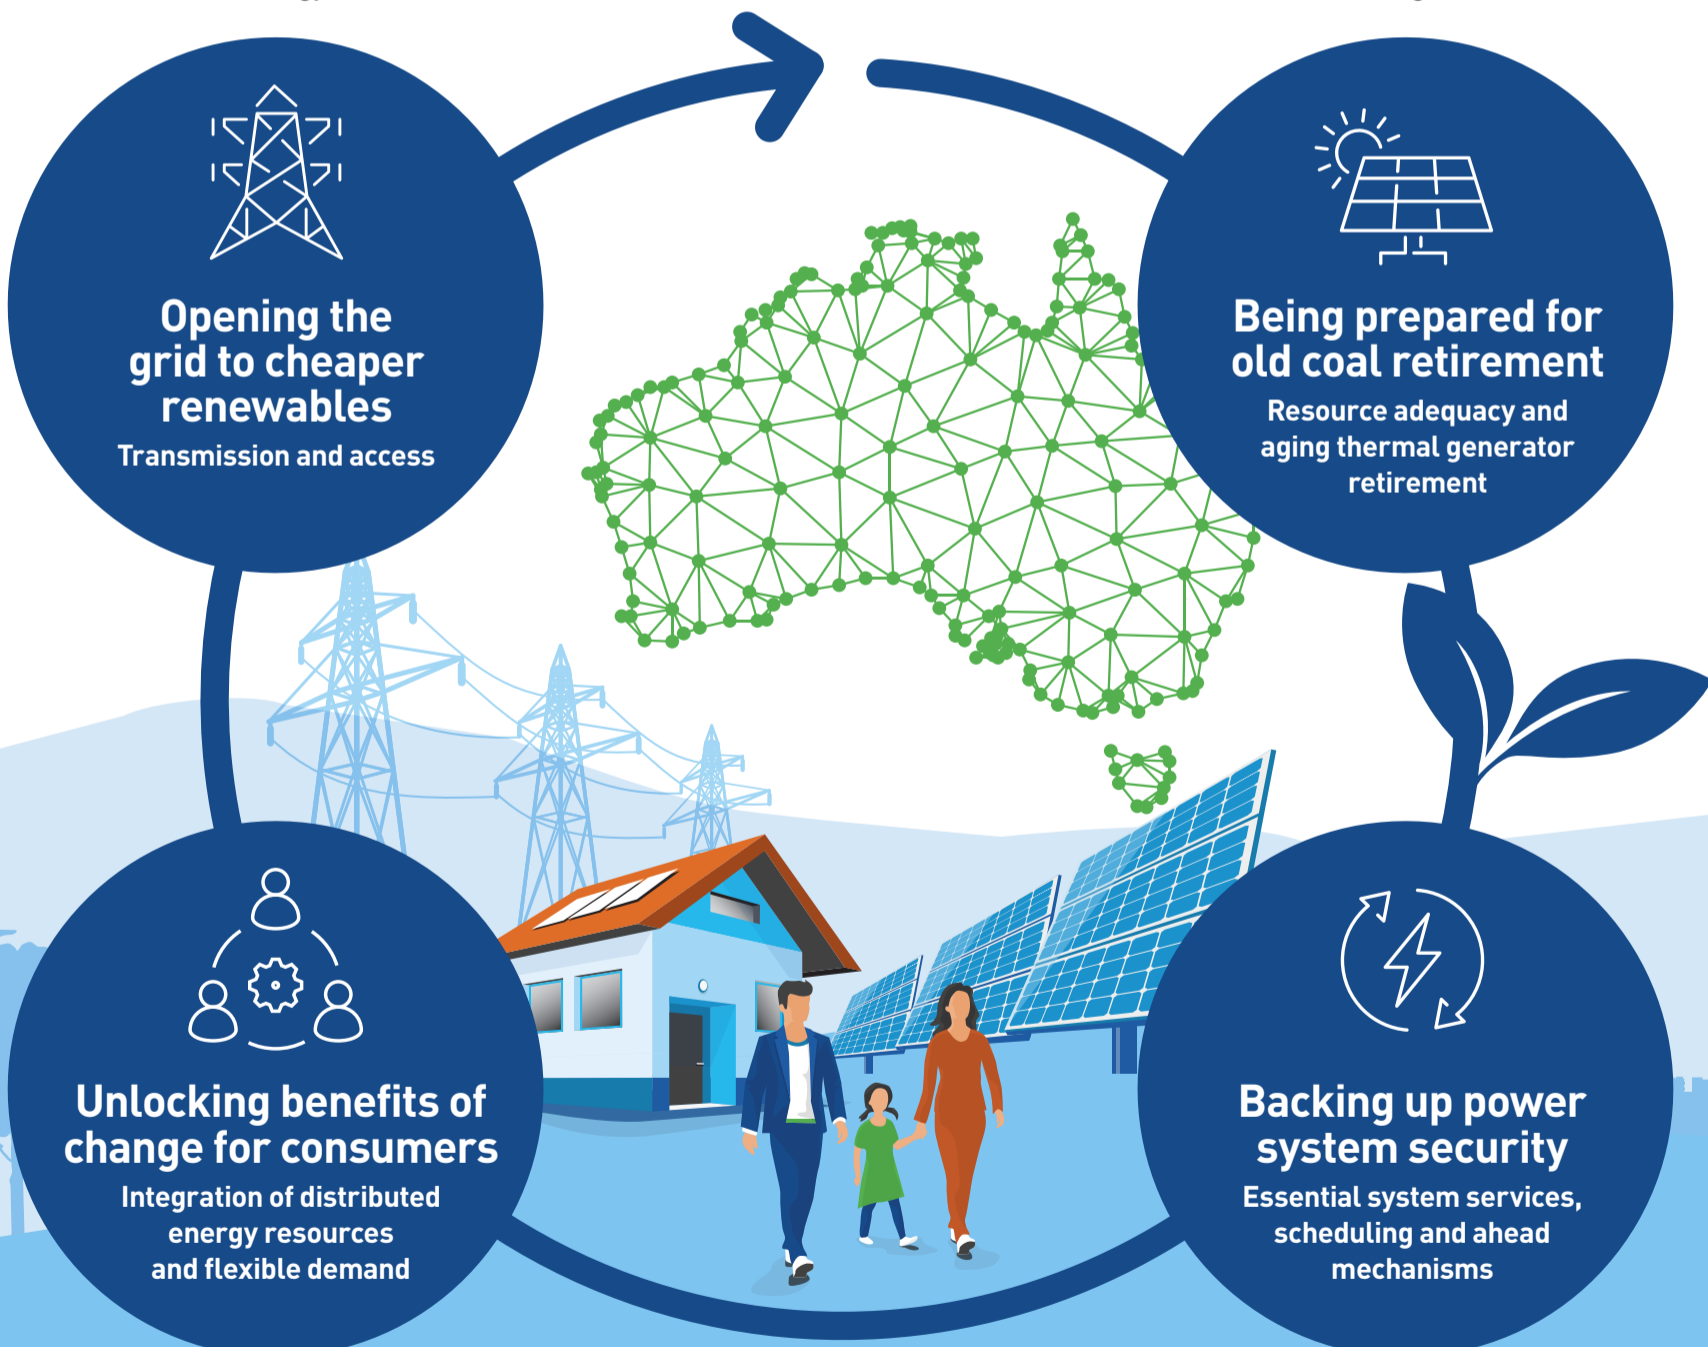 Opening the
grid to cheaper
renewables
Transmission and access
Being prepared for
old coal retirement
Resource adequacy and
aging thermal generator
retirement
Unlocking benefits of
change for consumers
Integration of distributed
energy resources
and flexible demand
Backing up power
system security
Essential system services,
scheduling and ahead
mechanisms